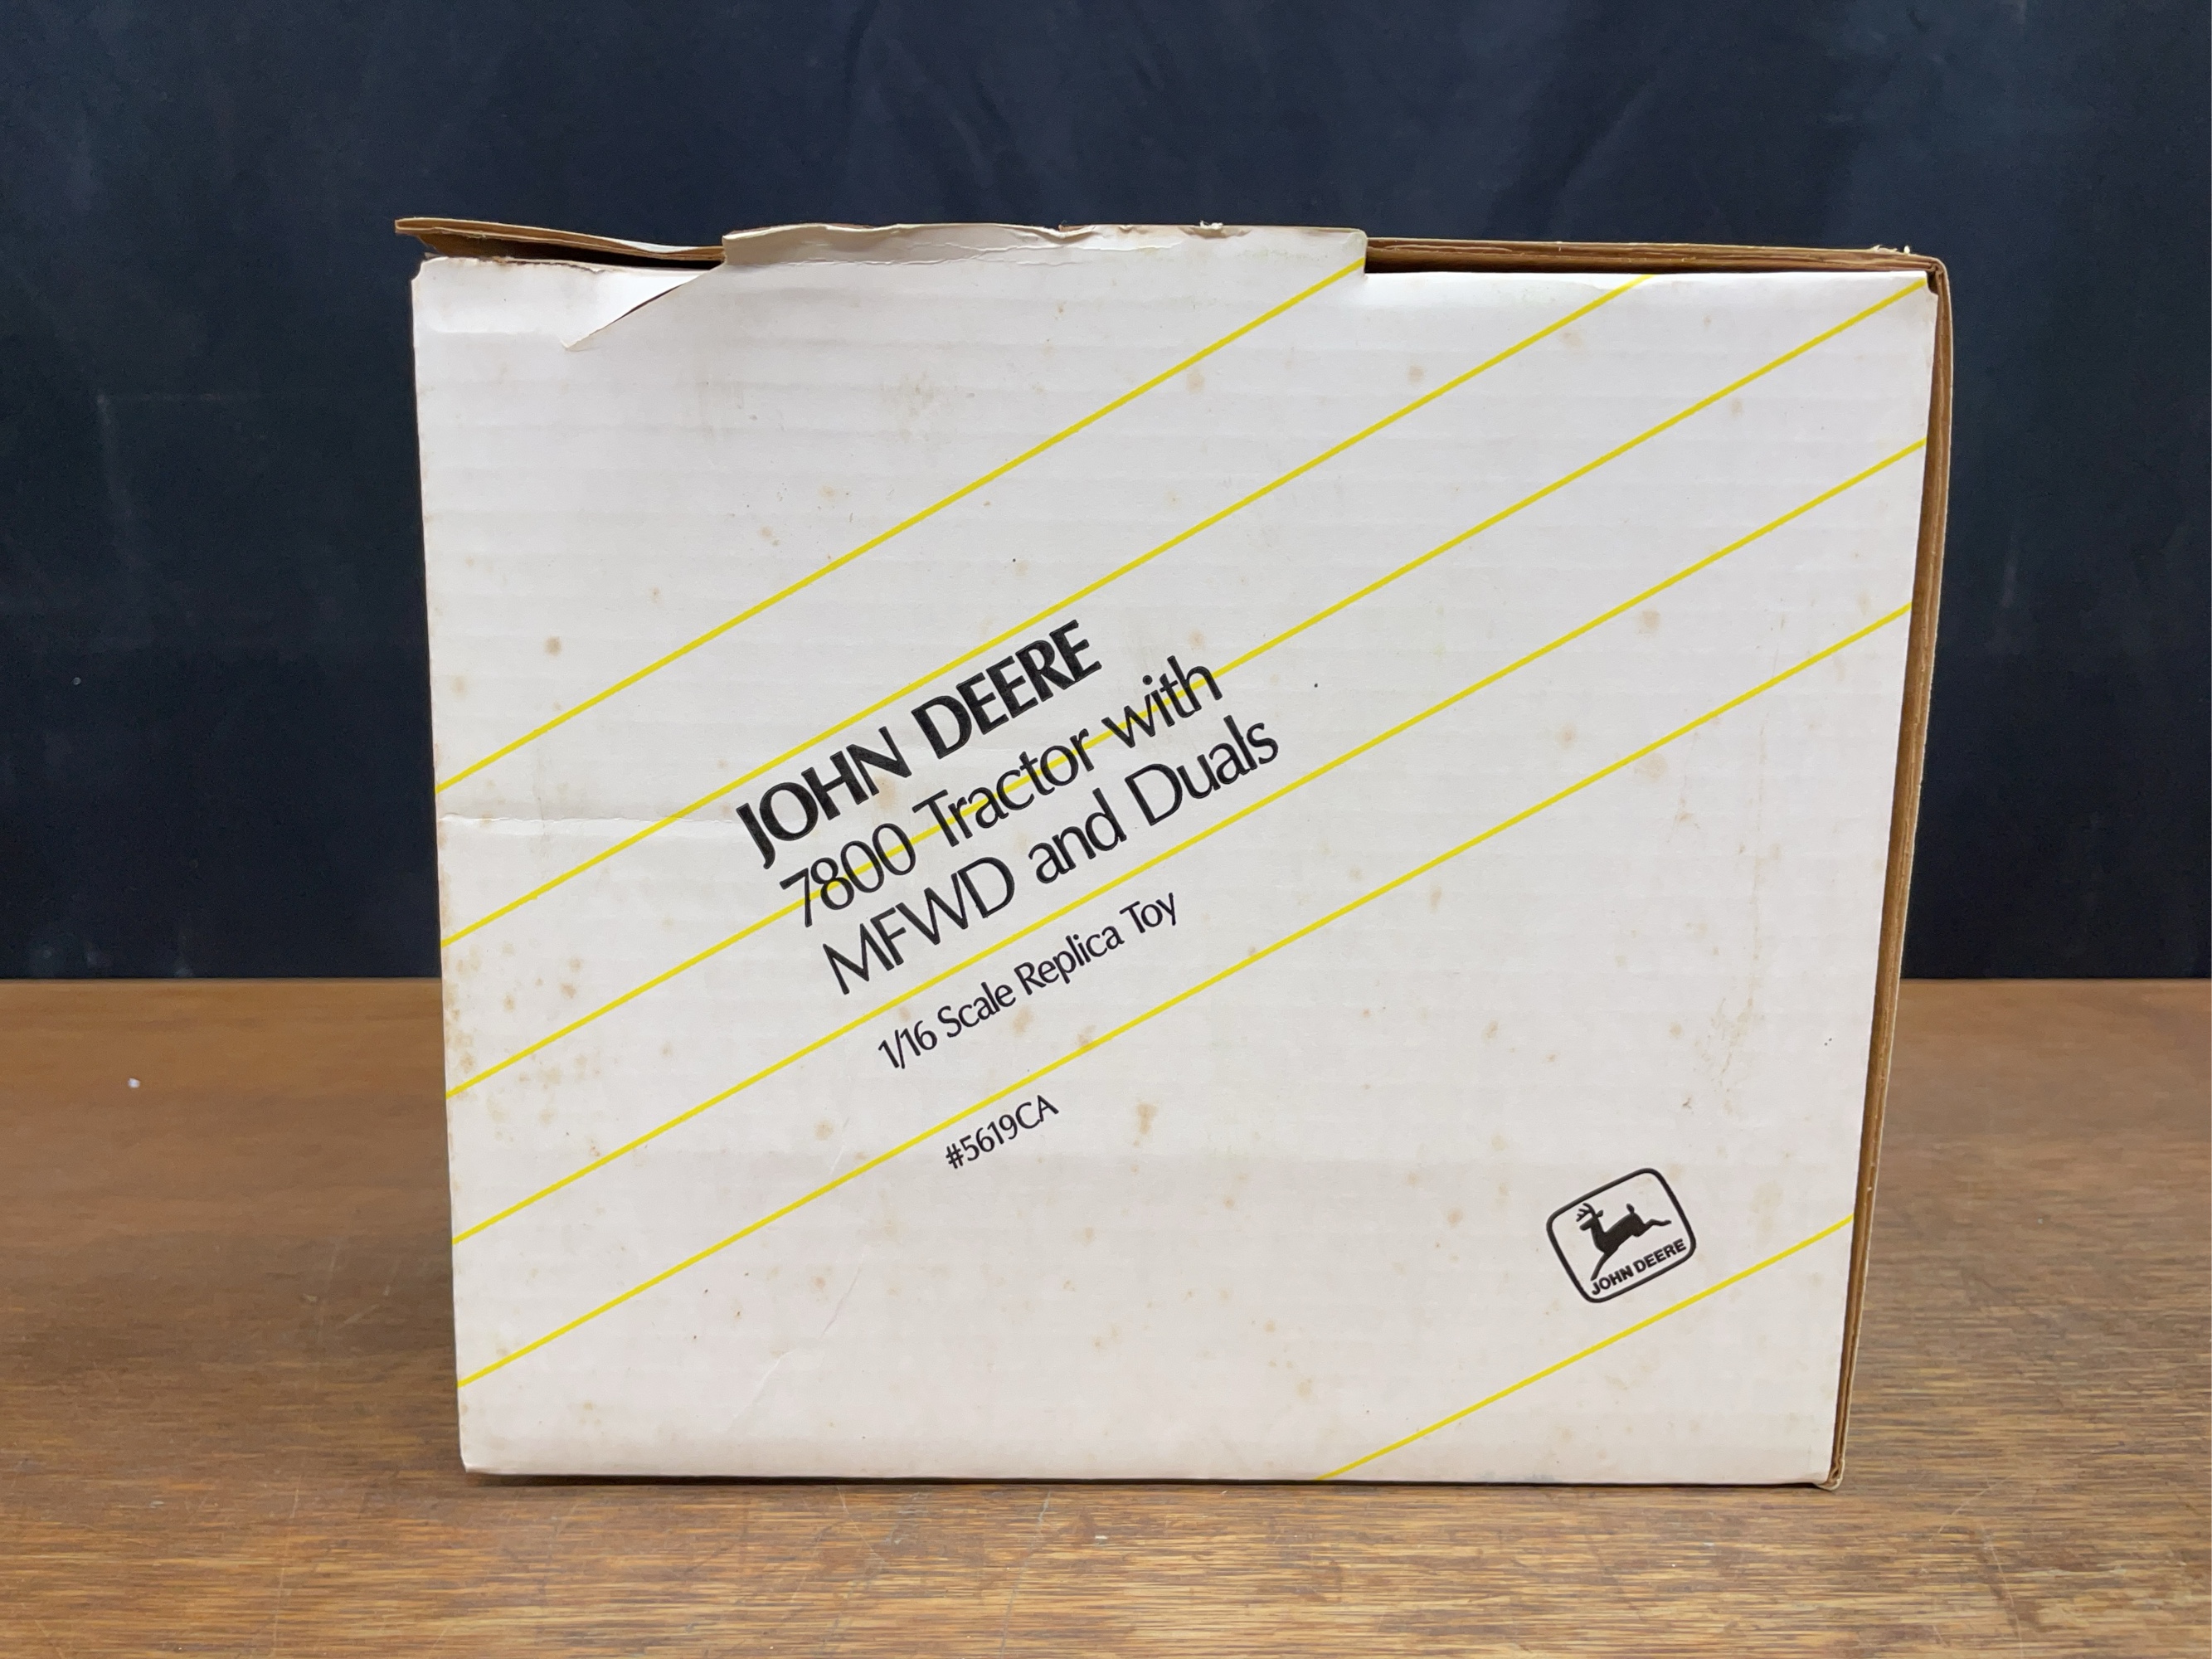 JOHN DEERE
7800 Tractor with
MFWD and Duals
1/16 Scale Replica Toy
#5619CA
JOHN DEERE